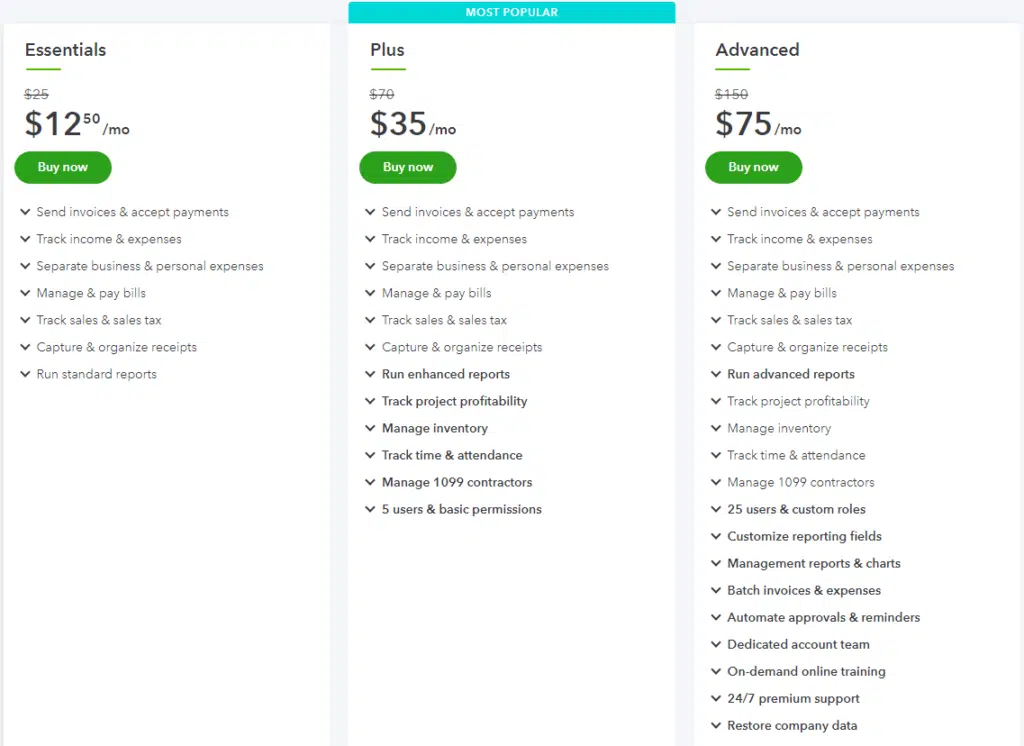 MOST POPULAR
Essentials
$25
$12 50 /mo
Buy now
Send invoices & accept payments
Track income & expenses
Separate business & personal expenses
Manage & pay bills
Track sales & sales tax
Capture & organize receipts
Run standard reports
Plus
$70
$35 /mo
Buy now
Send invoices & accept payments
Track income & expenses
Separate business & personal expenses
Manage & pay bills
Track sales & sales tax
Capture & organize receipts
Run enhanced reports
Track project profitability
Manage inventory
Track time & attendance
Manage 1099 contractors
5 users & basic permissions
Advanced
$150
$75 /mo
Buy now
Send invoices & accept payments
Track income & expenses
Separate business & personal expenses
Manage & pay bills
Track sales & sales tax
Capture & organize receipts
Run advanced reports
Track project profitability
Manage inventory
Track time & attendance
Manage 1099 contractors
25 users & custom roles
Customize reporting fields
Management reports & charts
Batch invoices & expenses
Automate approvals & reminders
Dedicated account team
On-demand online training
24/7 premium support
Restore company data